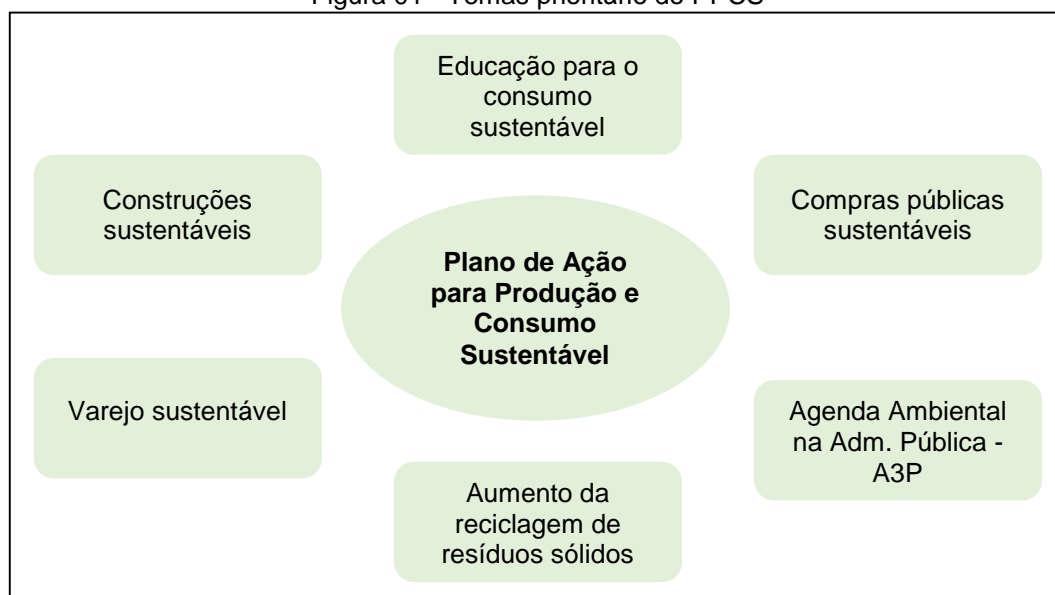 Educação para o
consumo
sustentável
Construções
sustentáveis
Compras públicas
sustentáveis
Plano de Ação
para Produção e
Consumo
Sustentável
Varejo sustentável
Agenda Ambiental
na Adm. Pública -
A3P
Aumento da
reciclagem de
resíduos sólidos